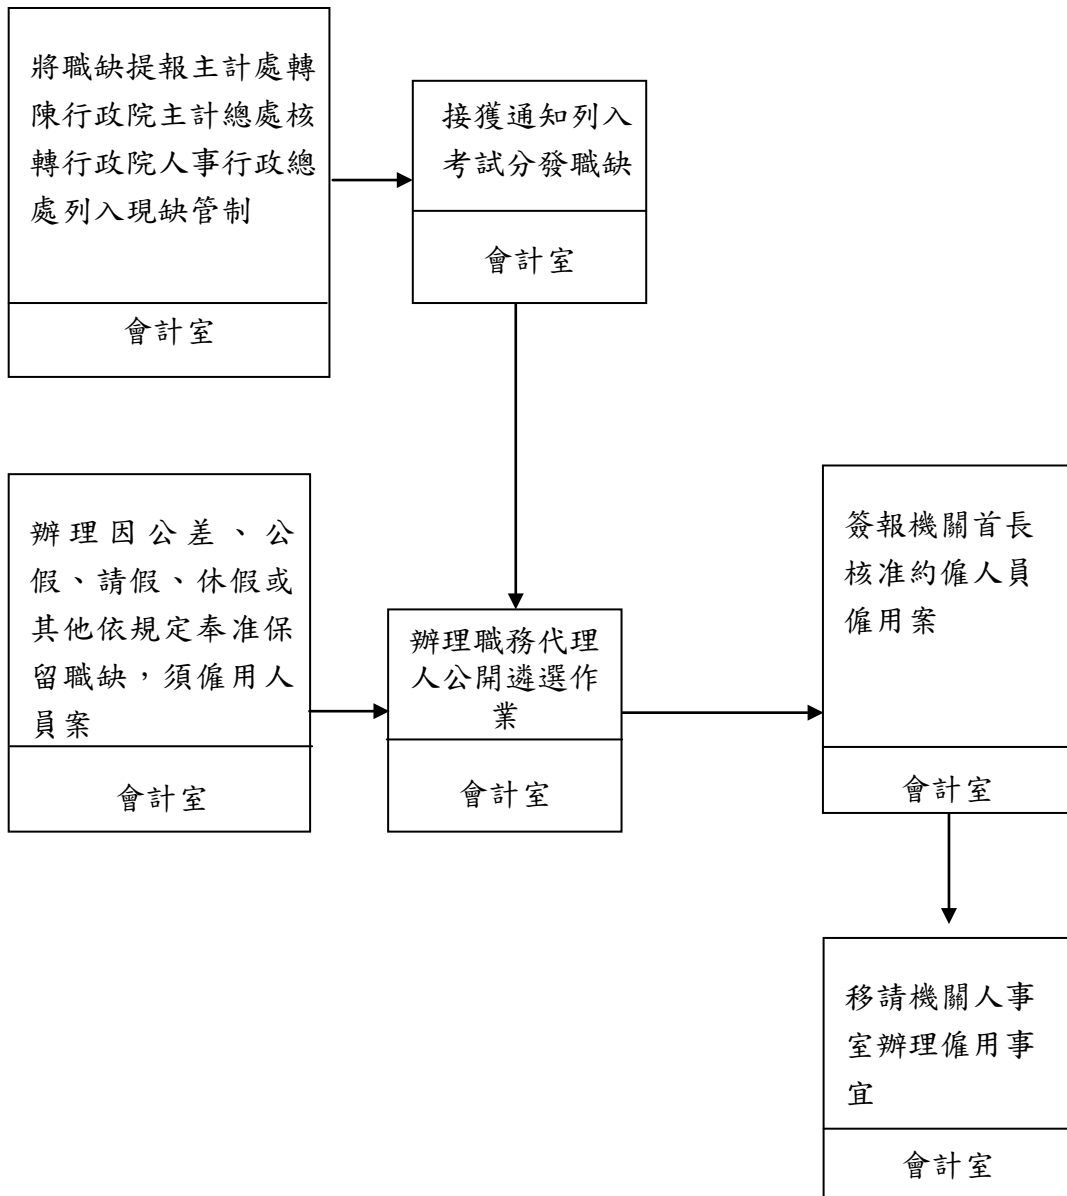 將職缺提報主計處轉
陳行政院主計總處核
轉行政院人事行政總
處列入現缺管制
會計室
接獲通知列入
考試分發職缺
會計室
辦理因公差、公
假、請假、休假或
其他依規定奉准保
留職缺，須僱用人
員案
會計室
辦理職務代理
人公開遴選作
業
會計室
簽報機關首長
核准約僱人員
僱用案
會計室
移請機關人事
室辦理僱用事
宜
會計室